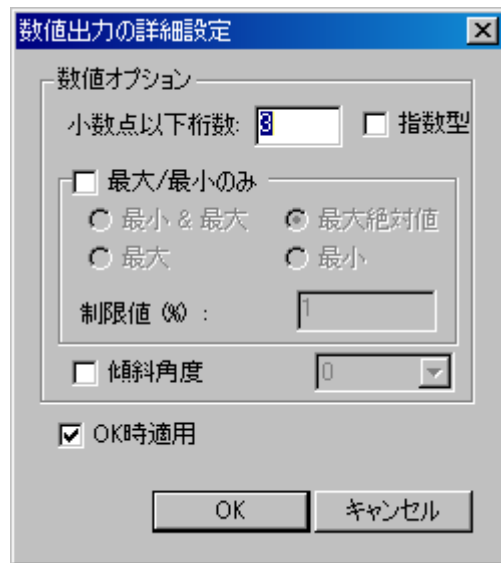 数値出力の詳細設定
数値オプション
小数点以下桁数: 3 指数型
最大/最小のみ
最小 & 最大 最大絶対値
最大 最小
制限値 (%) : 1
傾斜角度 0
OK時適用
OK キャンセル